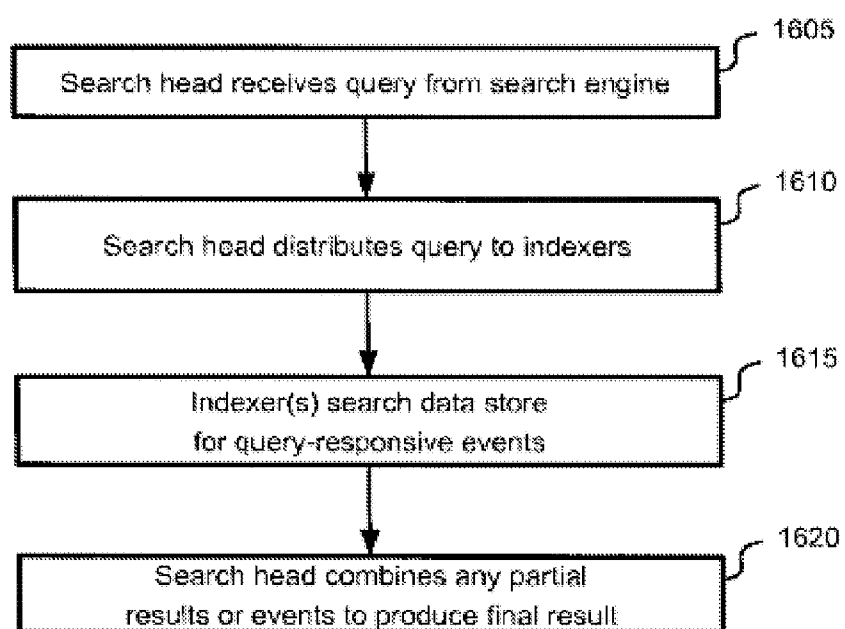 1605
Search head receives query from search engine
1610
Search head distributes query to indexers
1615
Indexer(s) search data store
for query-responsive events
1620
Search head combines any partial
results or events to produce final result